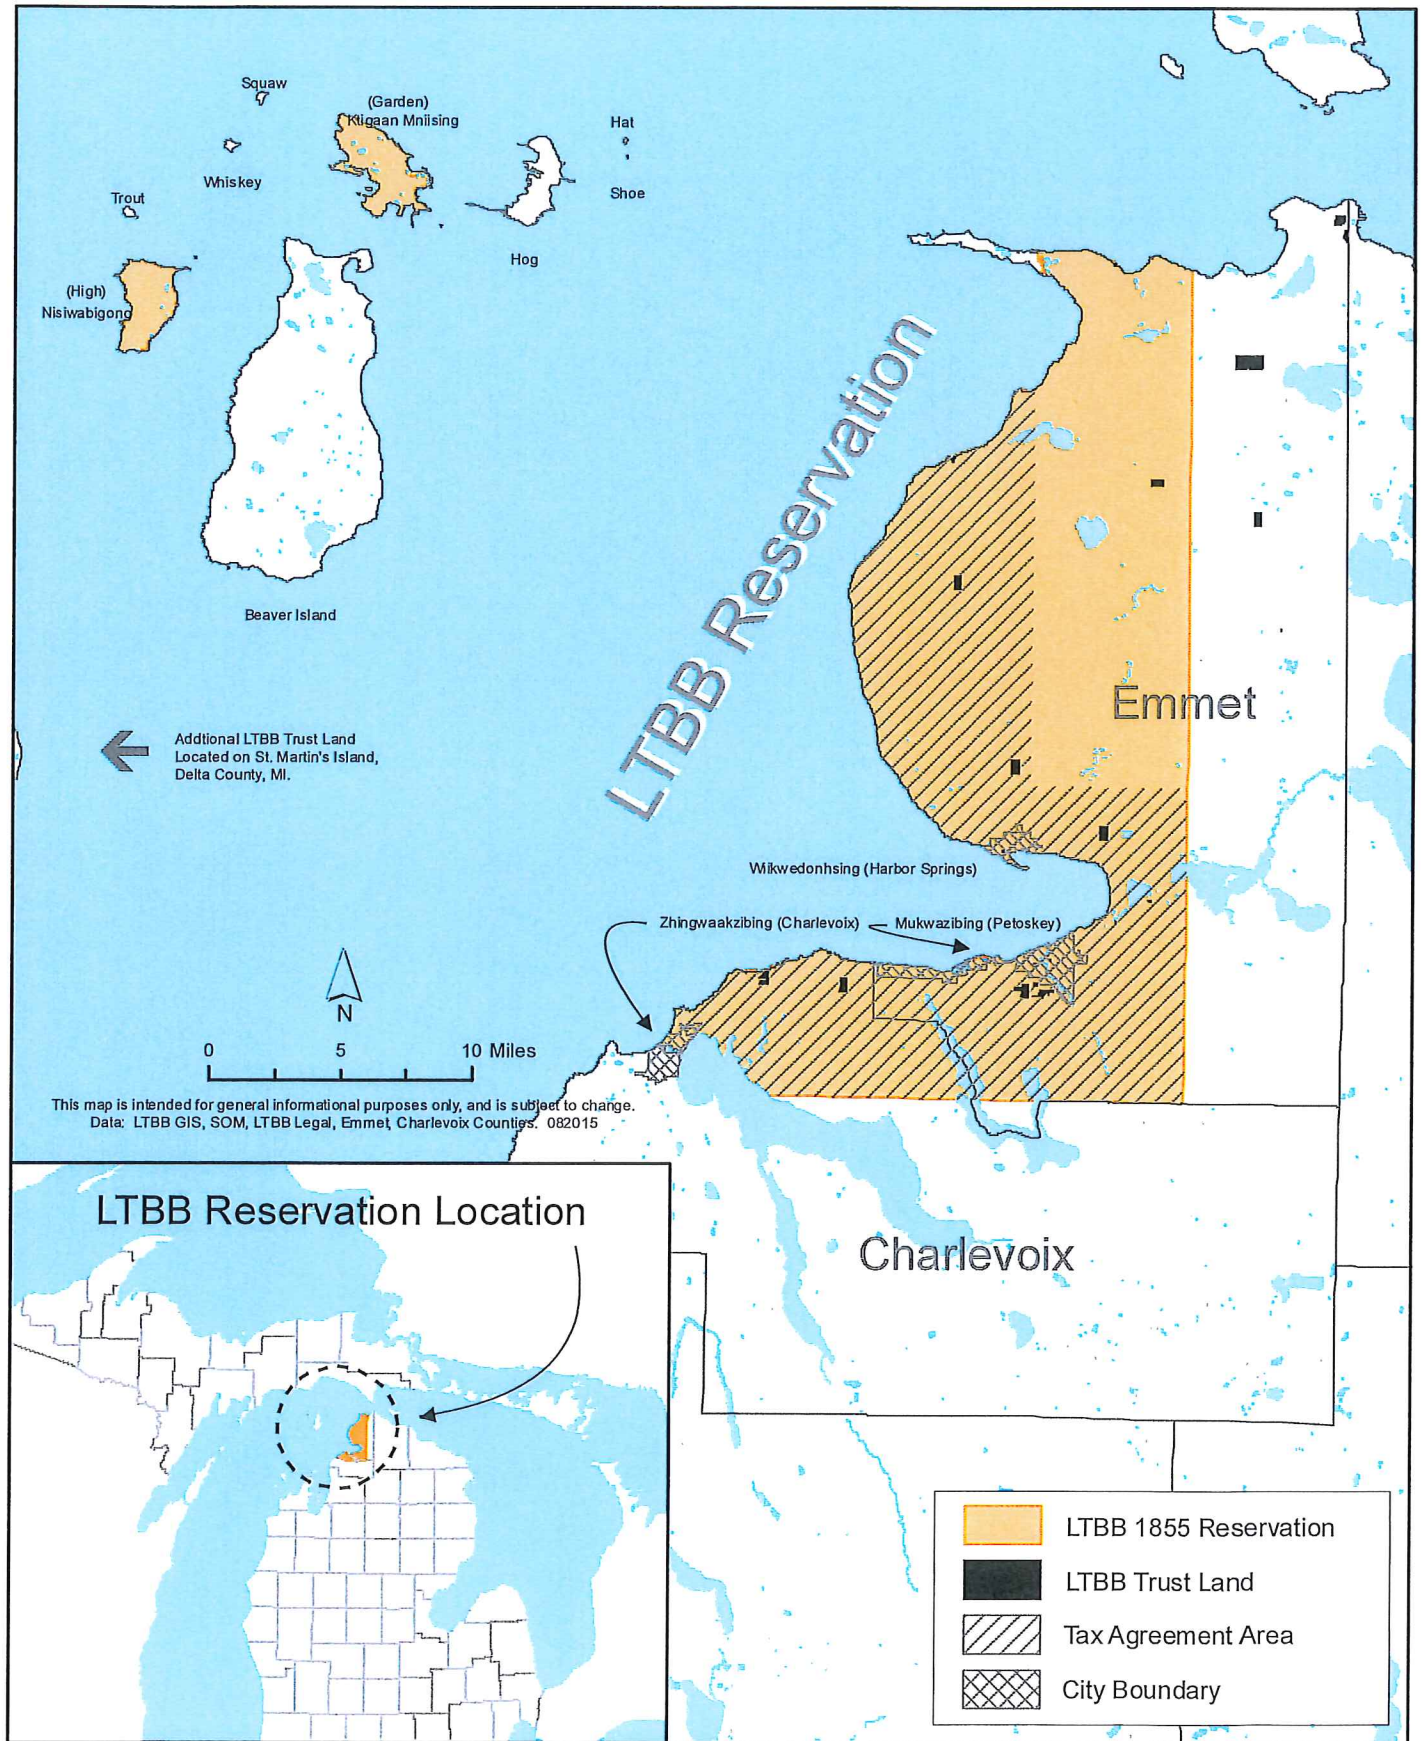 Squaw
(Garden)
Ktigaan Mniising
Hat
Whiskey
Shoe
Trout
Hog
(High)
Nisiwabigong
LTBB Reservation
Beaver Island
Emmet
Addtional LTBB Trust Land
Located on St. Martin's Island,
Delta County, MI.
Wiikwedonhsing (Harbor Springs)
Zhingwaakzibing (Charlevoix)
Mukwazibing (Petoskey)
N
0 5 10 Miles
This map is intended for general informational purposes only, and is subject to change.
Data: LTBB GIS, SOM, LTBB Legal, Emmet, Charlevoix Counties. 082015
LTBB Reservation Location
Charlevoix
LTBB 1855 Reservation
LTBB Trust Land
Tax Agreement Area
City Boundary